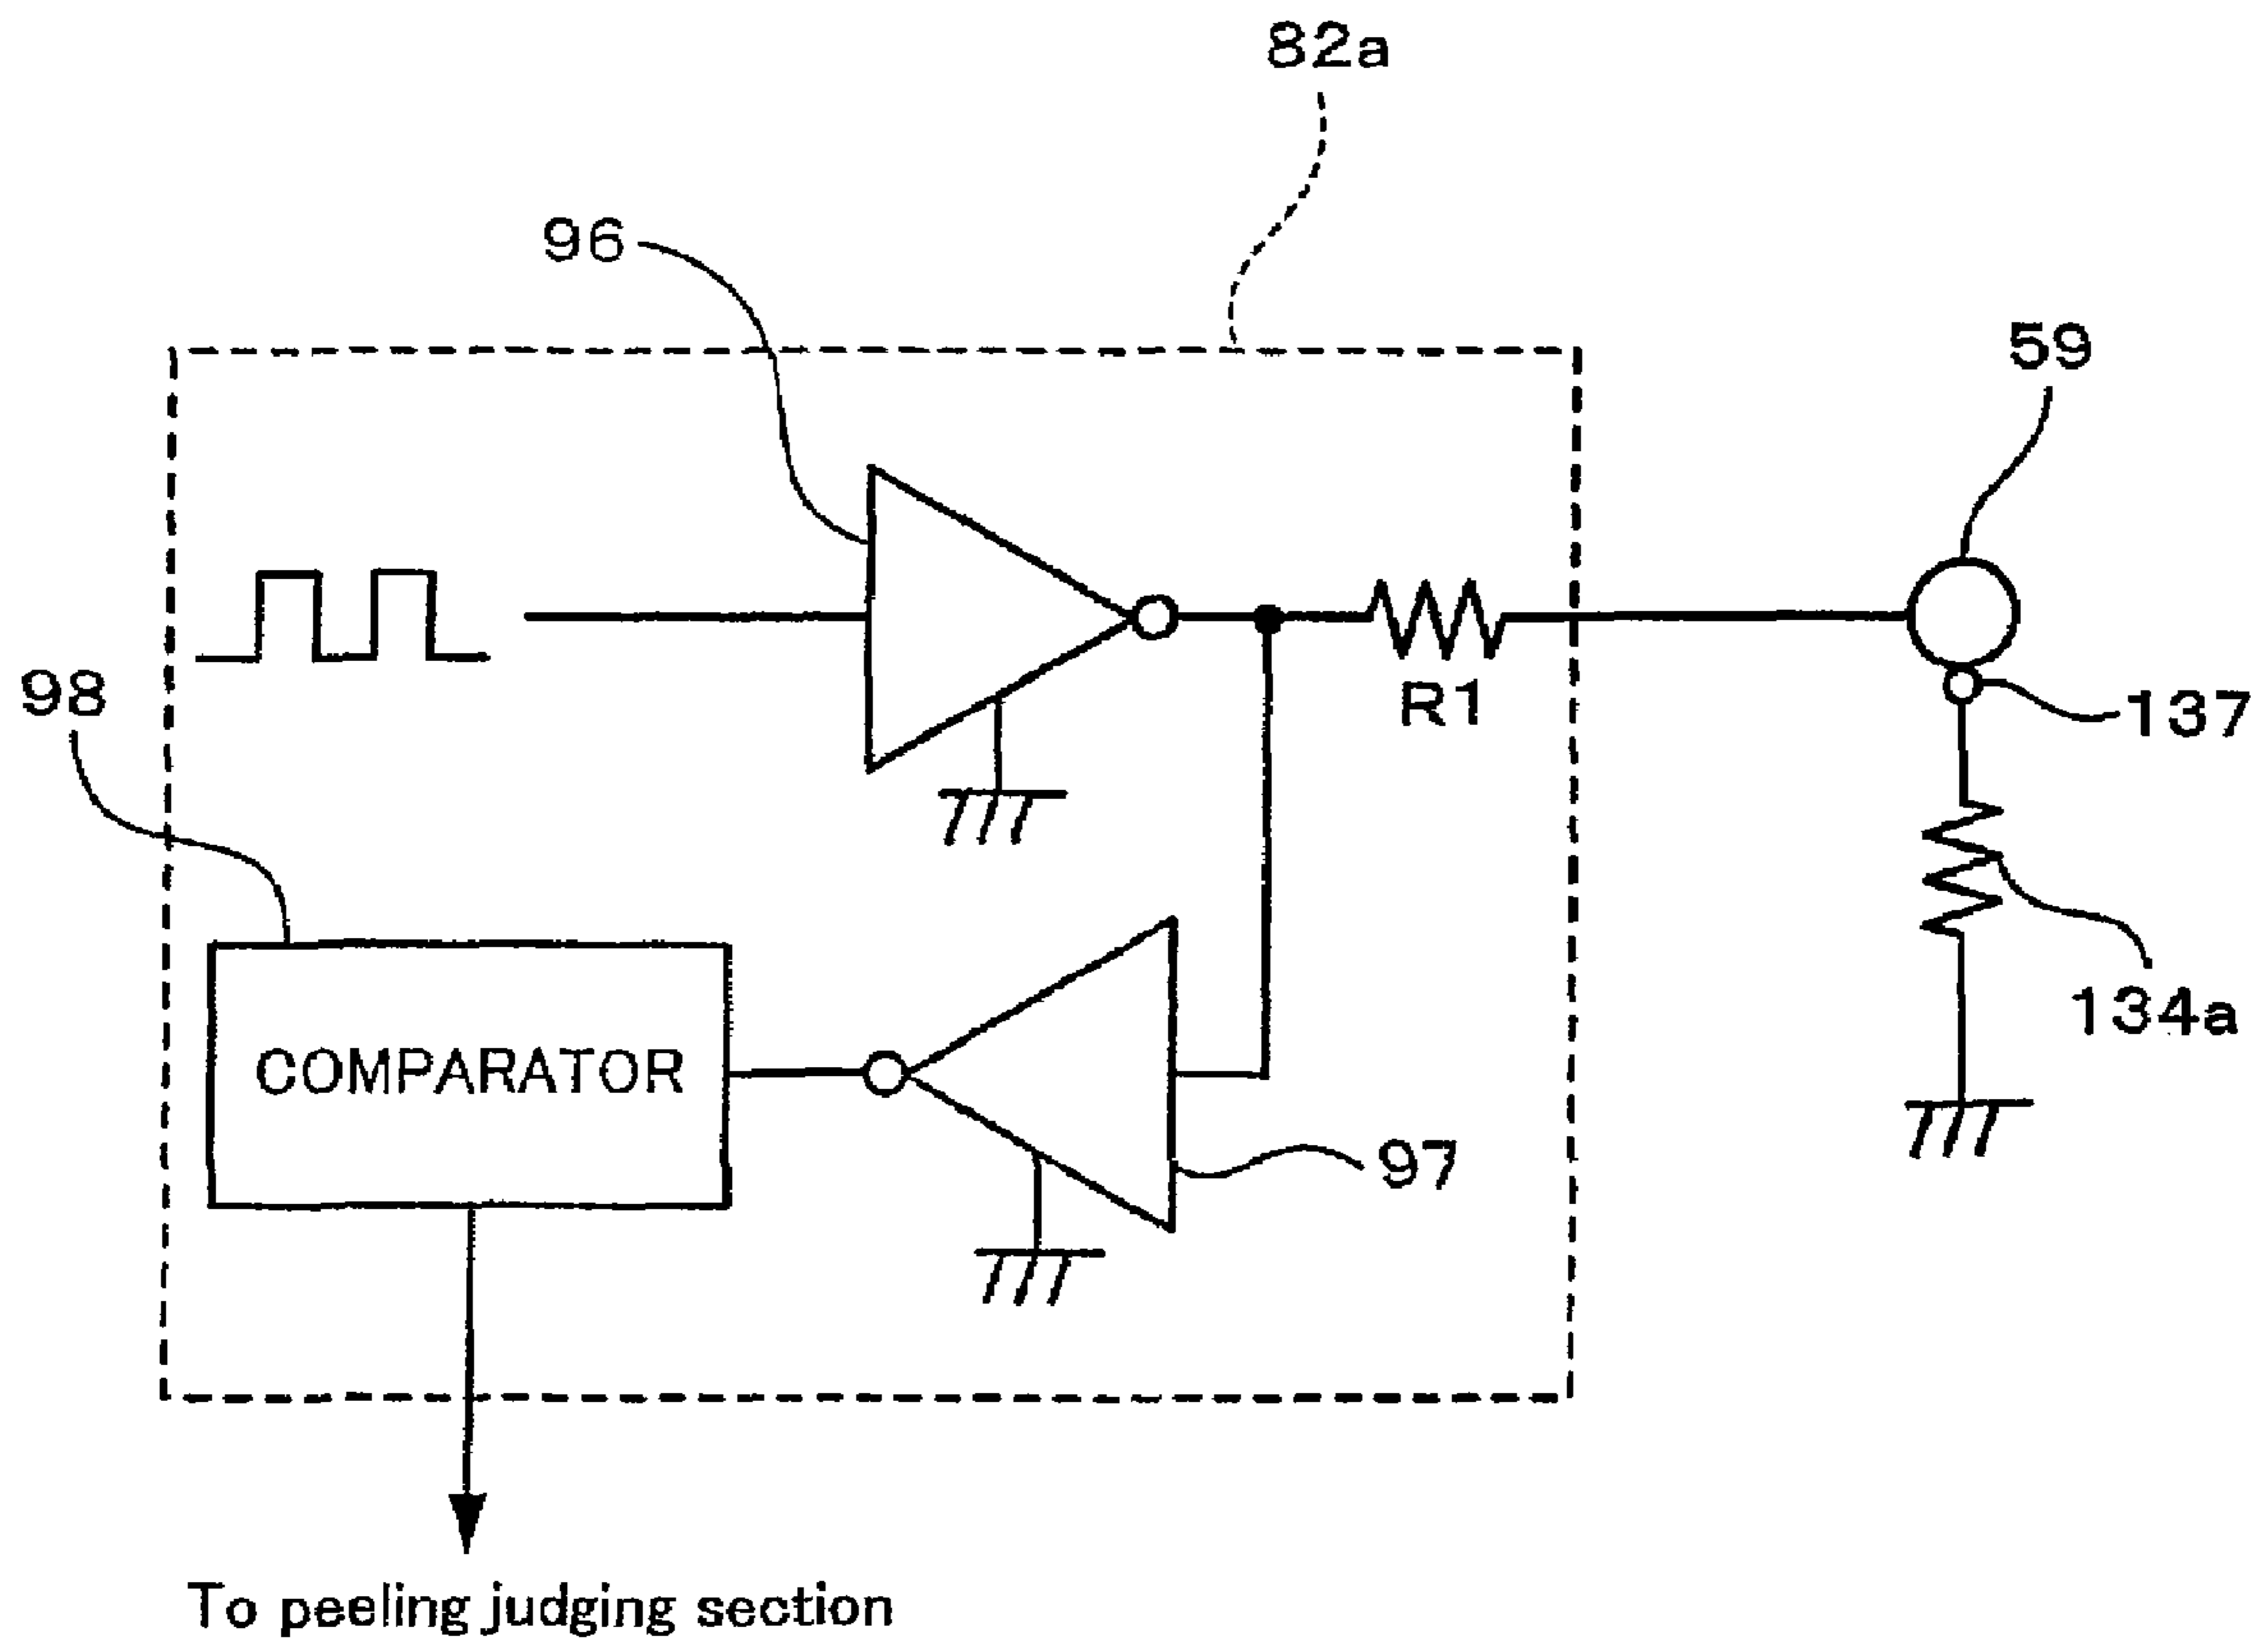 82a
96
59
98
R1
137
COMPARATOR
134a
97
To peeling judging section